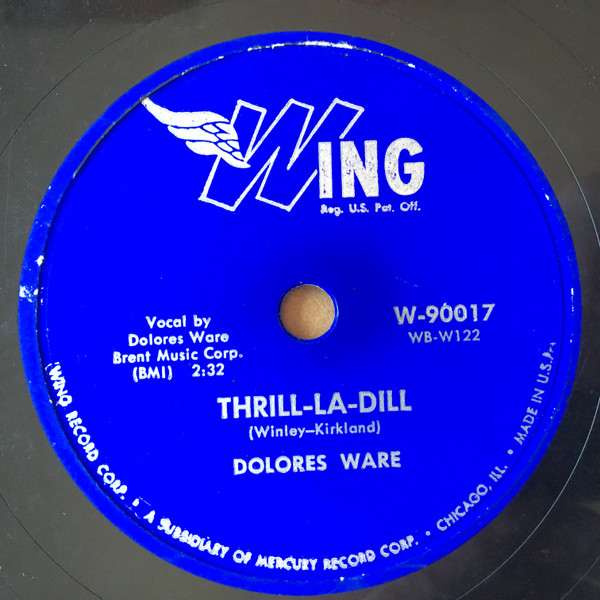 WING
Reg. U.S. Pat. Off.
Vocal by
Dolores Ware
Brent Music Corp.
(BMI) 2:32
W-90017
WB-W122
THRILL-LA-DILL
(Winley—Kirkland)
DOLORES WARE
WING RECORD CORP. • A SUBSIDIARY OF MERCURY RECORD CORP. • CHICAGO, ILL. • MADE IN U.S.A.